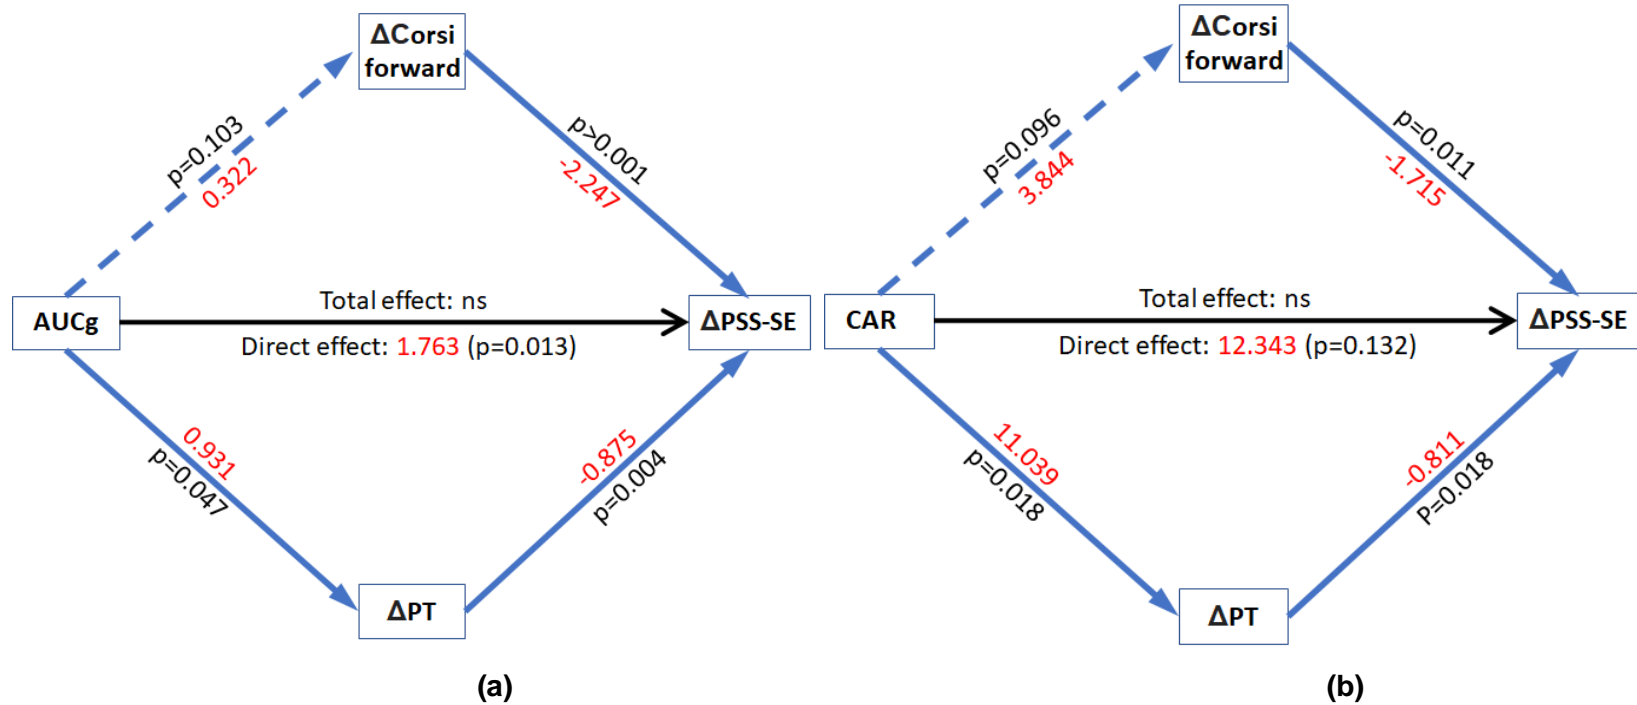 ΔCorsi
forward
p=0.103
0.322
p>0.001
-2.247
AUCg
Total effect: ns
Direct effect: 1.763 (p=0.013)
ΔPSS-SE
0.931
p=0.047
-0.875
p=0.004
ΔPT
(a)
ΔCorsi
forward
p=0.096
3.844
p=0.011
-1.715
CAR
Total effect: ns
Direct effect: 12.343 (p=0.132)
ΔPSS-SE
11.039
p=0.018
-0.811
P=0.018
ΔPT
(b)